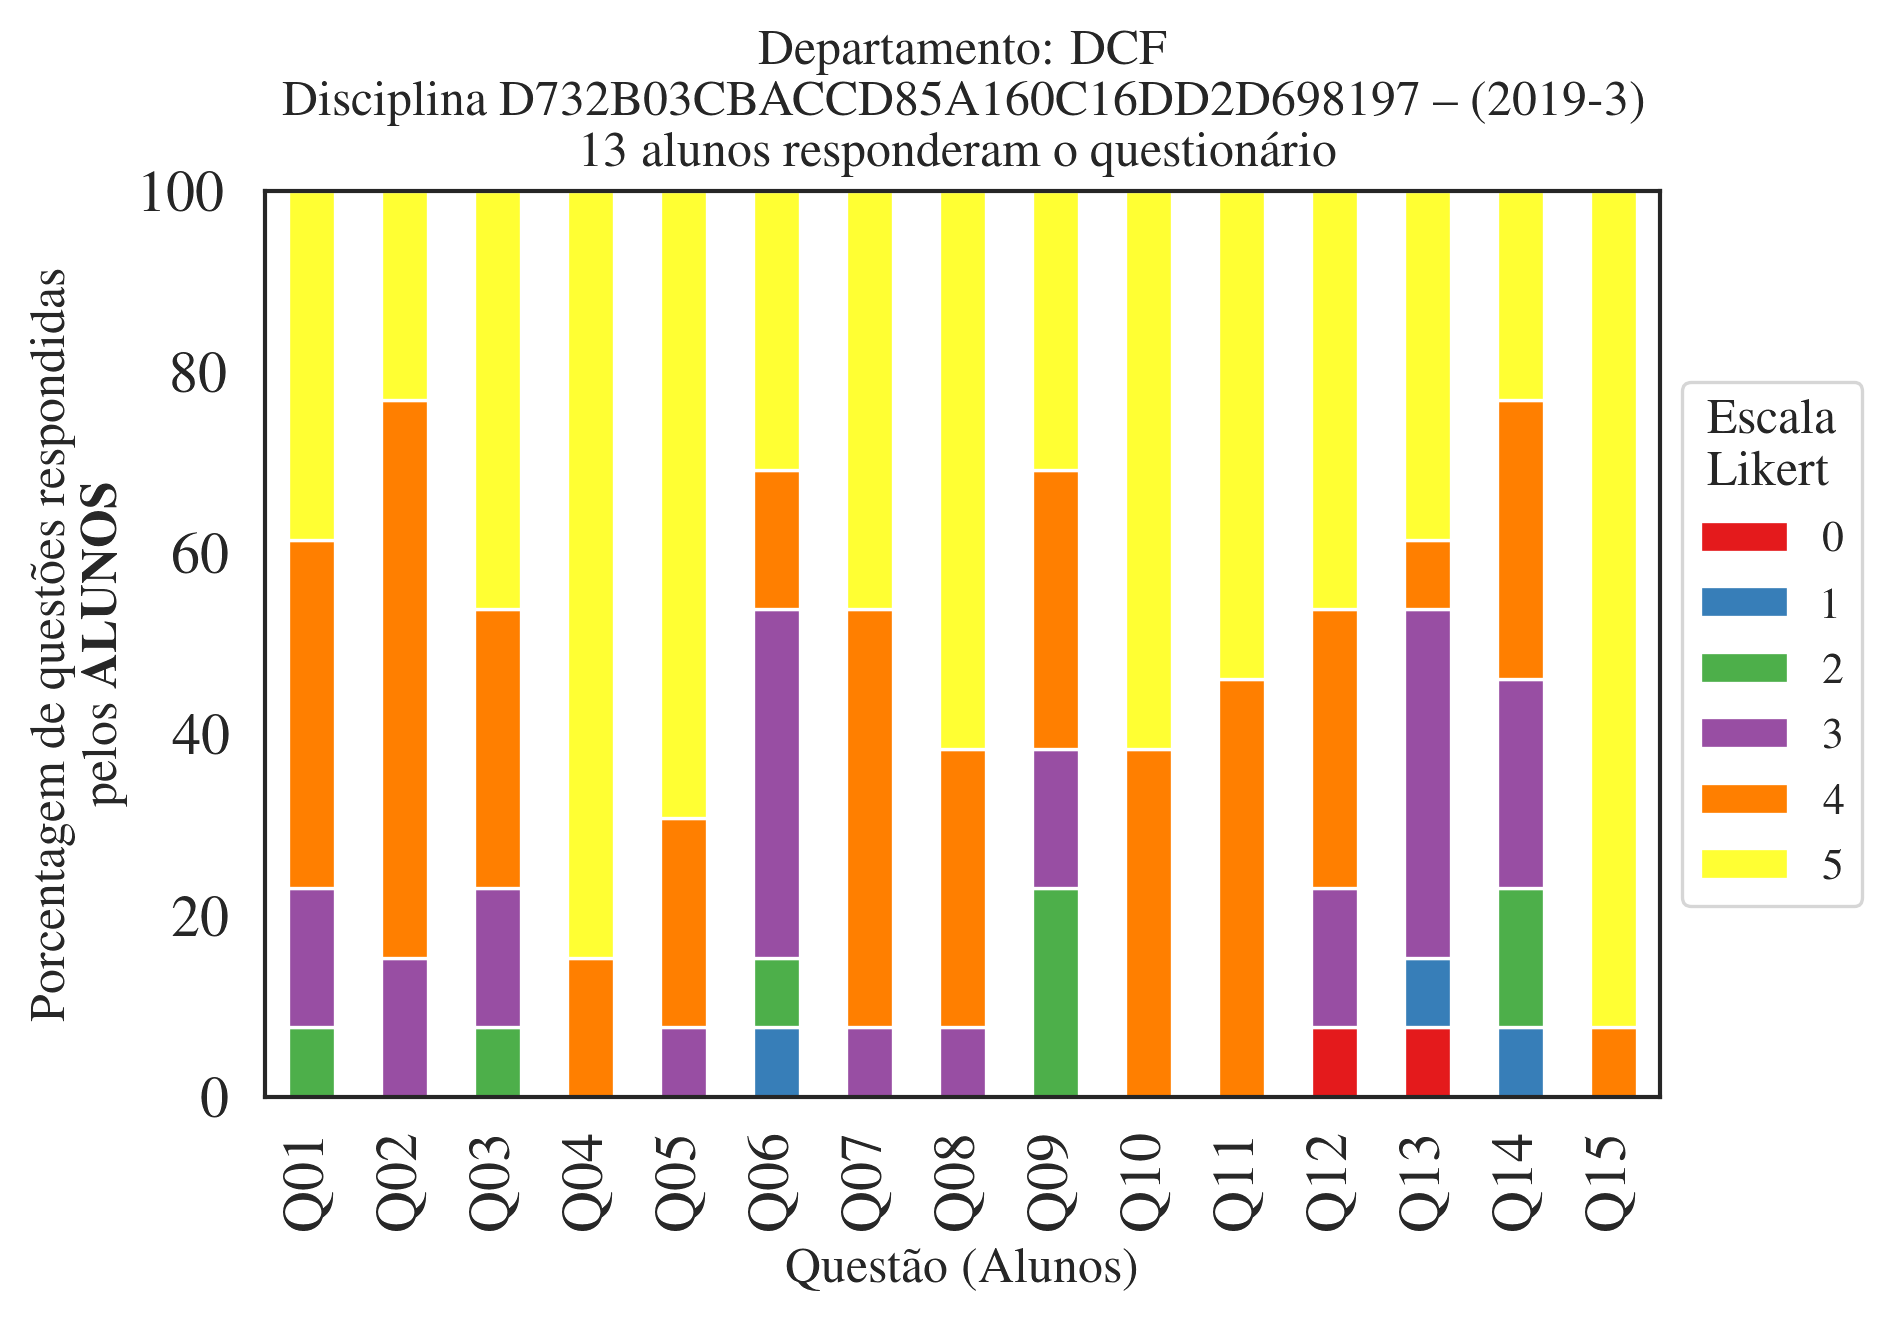 Departamento: DCF
Disciplina D732B03CBACCD85A160C16DD2D698197 – (2019-3)
13 alunos responderam o questionário
Porcentagem de questões respondidas
pelos ALUNOS
100
80
60
40
20
0
Q01
Q02
Q03
Q04
Q05
Q06
Q07
Q08
Q09
Q10
Q11
Q12
Q13
Q14
Q15
Questão (Alunos)
Escala
Likert
0
1
2
3
4
5